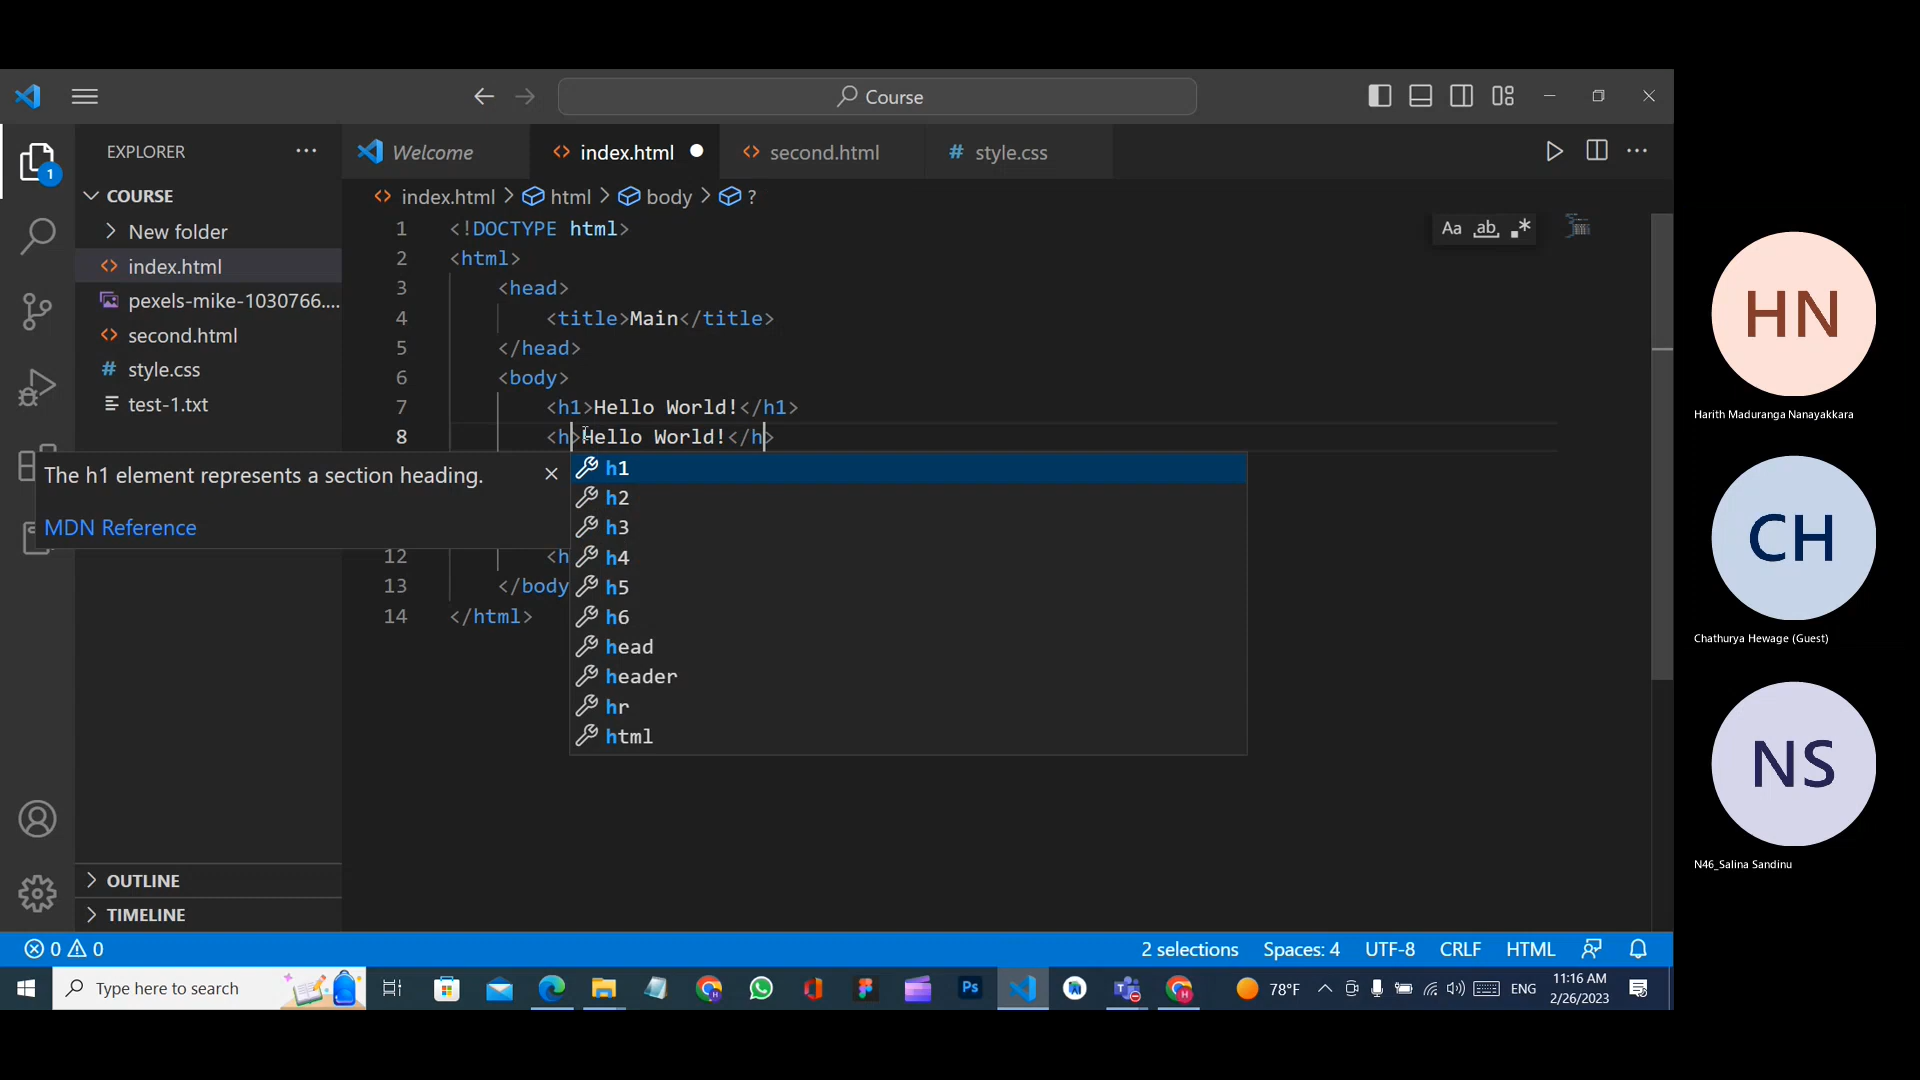 Course
EXPLORER
Welcome
index.html
second.html
# style.css
COURSE
index.html > html > body > ?
New folder
index.html
pexels-mike-1030766....
second.html
# style.css
test-1.txt
1
Aa ab .*
1 <!DOCTYPE html>
2 <html>
3 <head>
4 <title>Main</title>
5 </head>
6 <body>
7 <h1>Hello World!</h1>
8 <h>Hello World!</h>
The h1 element represents a section heading.
MDN Reference
h1
h2
h3
h4
h5
h6
head
header
hr
html
12 <h
13 </body
14 </html>
OUTLINE
TIMELINE
0 0
2 selections Spaces: 4 UTF-8 CRLF HTML
Type here to search
Ps
78°F
ENG
11:16 AM
2/26/2023
HN
Harith Maduranga Nanayakkara
CH
Chathurya Hewage (Guest)
NS
N46_Salina Sandinu